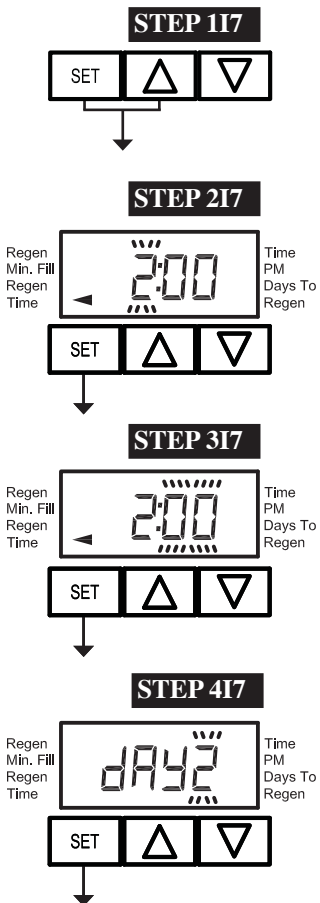 STEP 1I7
SET
STEP 2I7
Regen
Min. Fill
Regen
Time
2:00
Time
PM
Days To
Regen
SET
STEP 3I7
Regen
Min. Fill
Regen
Time
2:00
Time
PM
Days To
Regen
SET
STEP 4I7
Regen
Min. Fill
Regen
Time
dAY2
Time
PM
Days To
Regen
SET